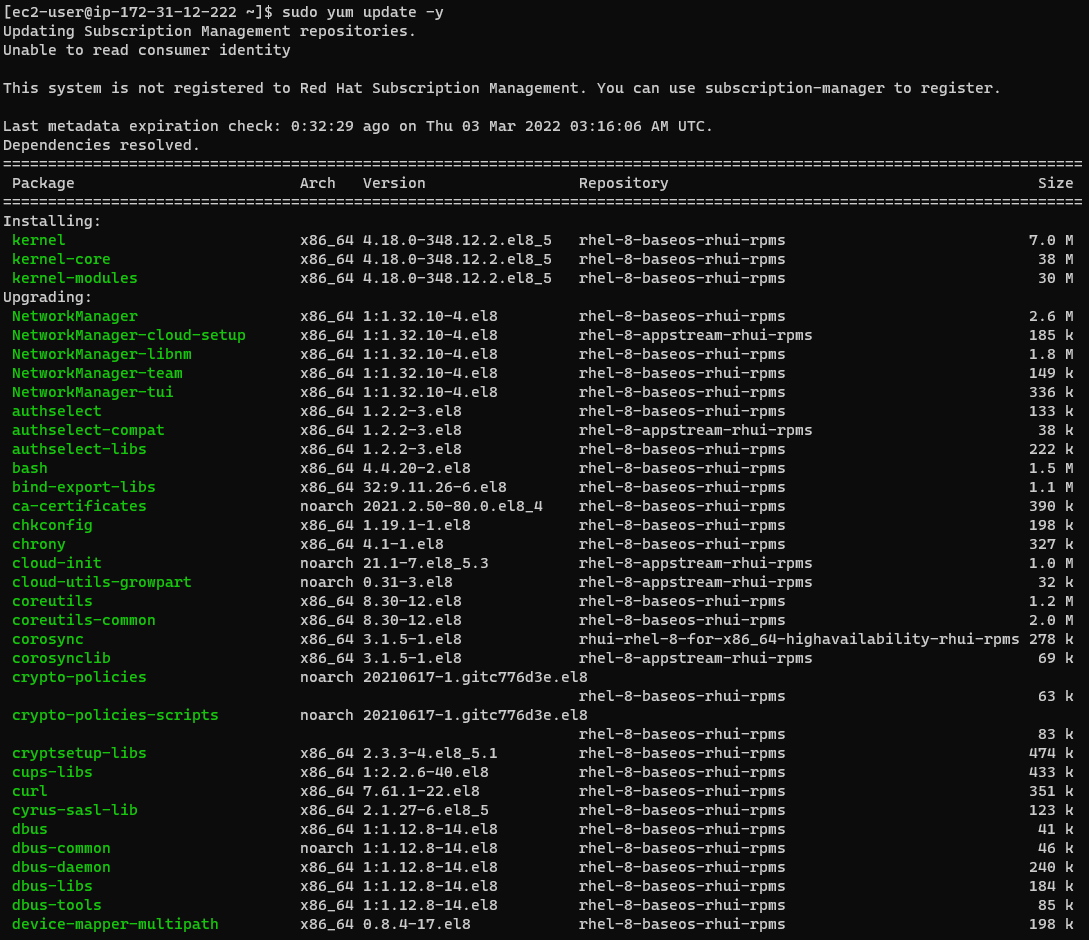 [ec2-user@ip-172-31-12-222 ~]$ sudo yum update -y
Updating Subscription Management repositories.
Unable to read consumer identity
This system is not registered to Red Hat Subscription Management. You can use subscription-manager to register.
Last metadata expiration check: 0:32:29 ago on Thu 03 Mar 2022 03:16:06 AM UTC.
Dependencies resolved.
========================================================================================================================
Package Arch Version Repository Size
========================================================================================================================
Installing:
kernel x86_64 4.18.0-348.12.2.el8_5 rhel-8-baseos-rhui-rpms 7.0 M
kernel-core x86_64 4.18.0-348.12.2.el8_5 rhel-8-baseos-rhui-rpms 38 M
kernel-modules x86_64 4.18.0-348.12.2.el8_5 rhel-8-baseos-rhui-rpms 30 M
Upgrading:
NetworkManager x86_64 1:1.32.10-4.el8 rhel-8-baseos-rhui-rpms 2.6 M
NetworkManager-cloud-setup x86_64 1:1.32.10-4.el8 rhel-8-appstream-rhui-rpms 185 k
NetworkManager-libnm x86_64 1:1.32.10-4.el8 rhel-8-baseos-rhui-rpms 1.8 M
NetworkManager-team x86_64 1:1.32.10-4.el8 rhel-8-baseos-rhui-rpms 149 k
NetworkManager-tui x86_64 1:1.32.10-4.el8 rhel-8-baseos-rhui-rpms 336 k
authselect x86_64 1.2.2-3.el8 rhel-8-baseos-rhui-rpms 133 k
authselect-compat x86_64 1.2.2-3.el8 rhel-8-appstream-rhui-rpms 38 k
authselect-libs x86_64 1.2.2-3.el8 rhel-8-baseos-rhui-rpms 222 k
bash x86_64 4.4.20-2.el8 rhel-8-baseos-rhui-rpms 1.5 M
bind-export-libs x86_64 32:9.11.26-6.el8 rhel-8-baseos-rhui-rpms 1.1 M
ca-certificates noarch 2021.2.50-80.0.el8_4 rhel-8-baseos-rhui-rpms 390 k
chkconfig x86_64 1.19.1-1.el8 rhel-8-baseos-rhui-rpms 198 k
chrony x86_64 4.1-1.el8 rhel-8-baseos-rhui-rpms 327 k
cloud-init noarch 21.1-7.el8_5.3 rhel-8-appstream-rhui-rpms 1.0 M
cloud-utils-growpart x86_64 0.31-3.el8 rhel-8-appstream-rhui-rpms 32 k
coreutils x86_64 8.30-12.el8 rhel-8-baseos-rhui-rpms 1.2 M
coreutils-common x86_64 8.30-12.el8 rhel-8-baseos-rhui-rpms 2.0 M
corosync x86_64 3.1.5-1.el8 rhui-rhel-8-for-x86_64-highavailability-rhui-rpms 278 k
corosynclib x86_64 3.1.5-1.el8 rhel-8-appstream-rhui-rpms 69 k
crypto-policies noarch 20210617-1.gitc776d3e.el8
rhel-8-baseos-rhui-rpms 63 k
crypto-policies-scripts noarch 20210617-1.gitc776d3e.el8
rhel-8-baseos-rhui-rpms 83 k
cryptsetup-libs x86_64 2.3.3-4.el8_5.1 rhel-8-baseos-rhui-rpms 474 k
cups-libs x86_64 1:2.2.6-40.el8 rhel-8-baseos-rhui-rpms 433 k
curl x86_64 7.61.1-22.el8 rhel-8-baseos-rhui-rpms 351 k
cyrus-sasl-lib x86_64 2.1.27-6.el8_5 rhel-8-baseos-rhui-rpms 123 k
dbus x86_64 1:1.12.8-14.el8 rhel-8-baseos-rhui-rpms 41 k
dbus-common noarch 1:1.12.8-14.el8 rhel-8-baseos-rhui-rpms 46 k
dbus-daemon x86_64 1:1.12.8-14.el8 rhel-8-baseos-rhui-rpms 240 k
dbus-libs x86_64 1:1.12.8-14.el8 rhel-8-baseos-rhui-rpms 184 k
dbus-tools x86_64 1:1.12.8-14.el8 rhel-8-baseos-rhui-rpms 85 k
device-mapper-multipath x86_64 0.8.4-17.el8 rhel-8-baseos-rhui-rpms 198 k